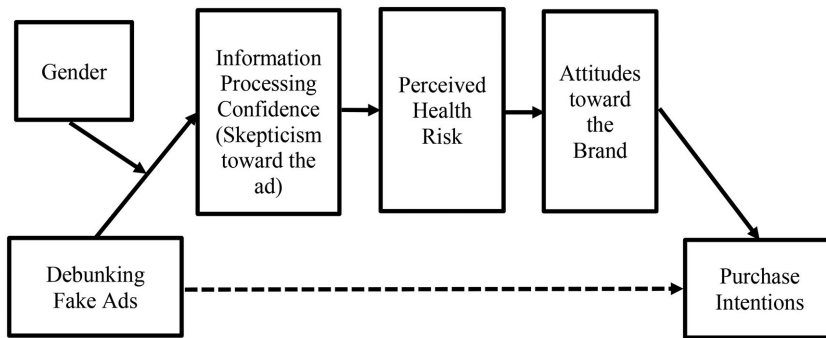 Gender
Information
Processing
Confidence
(Skepticism
toward the
ad)
Perceived
Health
Risk
Attitudes
toward
the
Brand
Debunking
Fake Ads
Purchase
Intentions